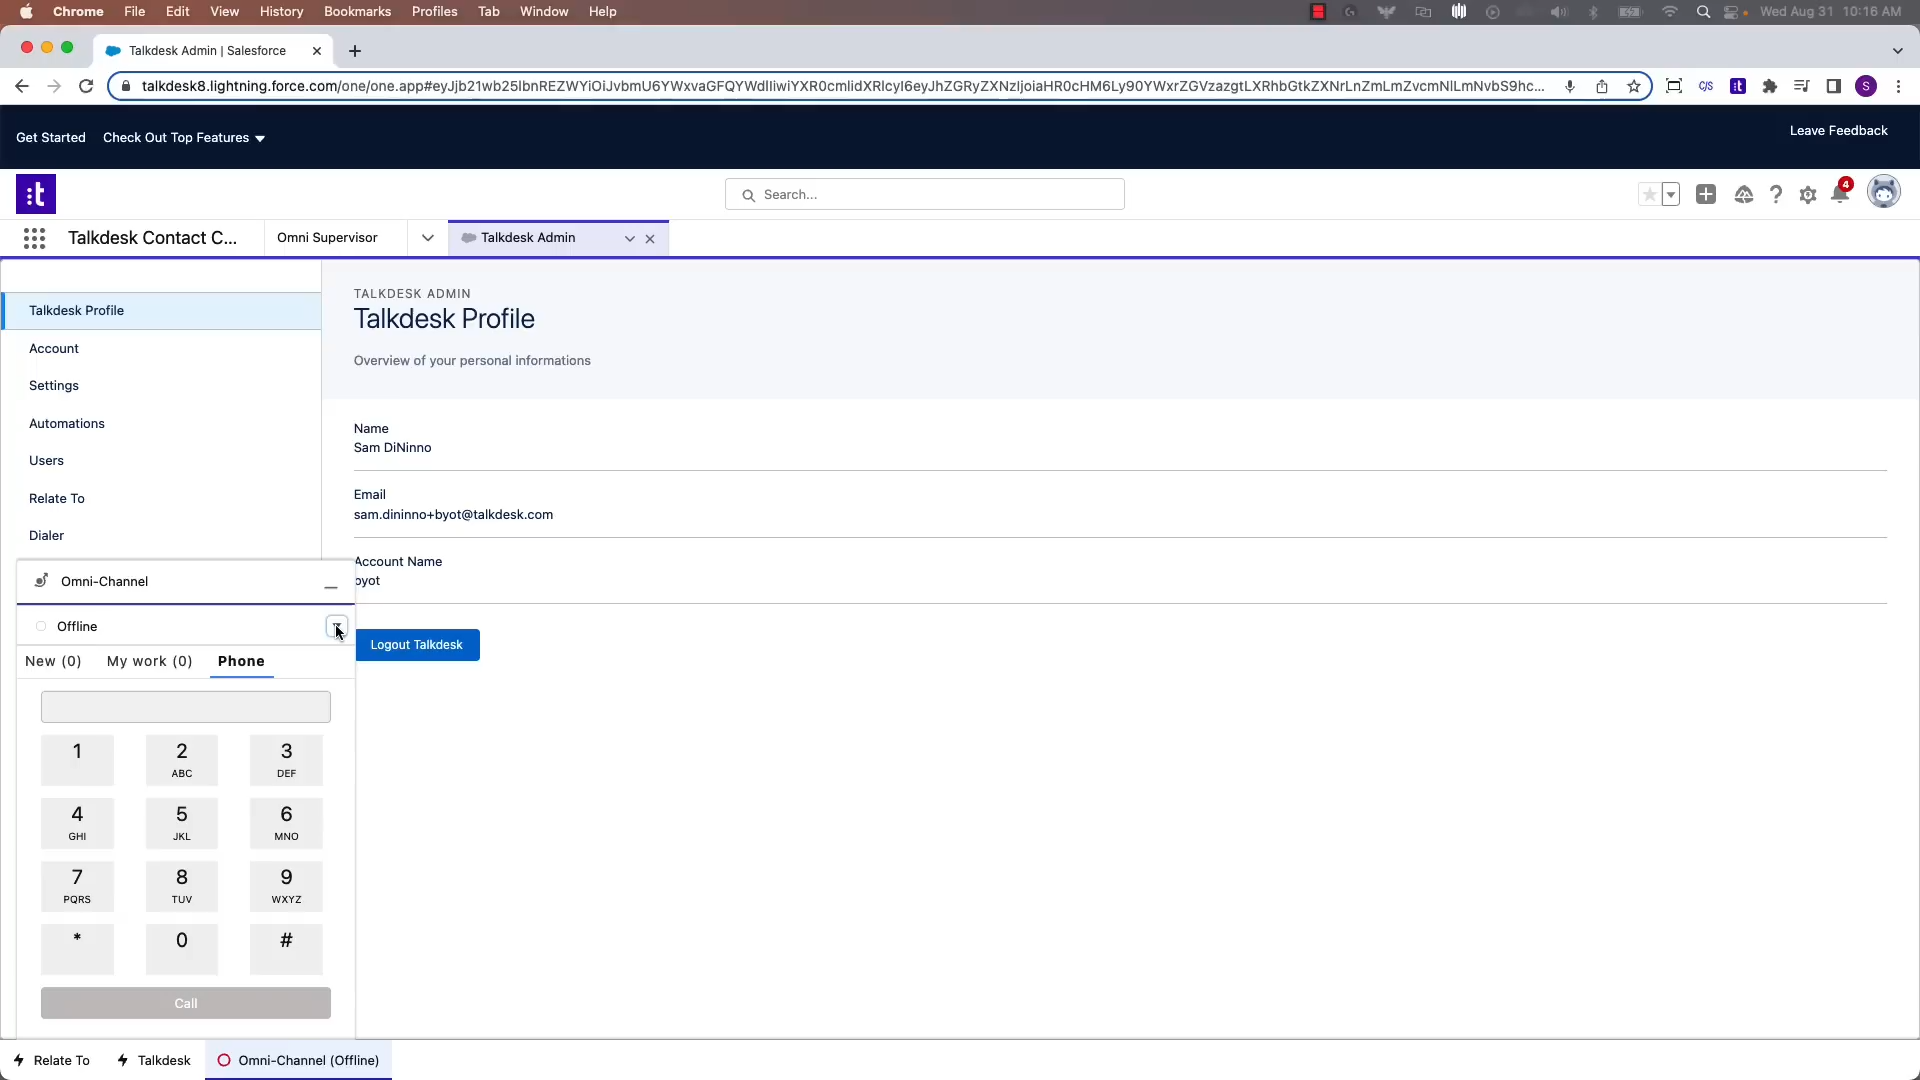 Chrome File Edit View History Bookmarks Profiles Tab Window Help Wed Aug 31 10:16 AM
Talkdesk Admin | Salesforce
talkdesk8.lightning.force.com/one/one.app#eyJjb21wb25lbnREZWYiOiJvbmU6YWxvaGFQYWdlIiwiYXR0cmlidXRlcyI6eyJhZGRyZXNzIjoiaHR0cHM6Ly90YWxrZGVzazgtLXRhbGtkZXNrLnZmLmZvcmNlLmNvbS9hc...
C/S
S
Get Started Check Out Top Features
Leave Feedback
:t
Search...
4
Talkdesk Contact C...
Omni Supervisor
Talkdesk Admin
Talkdesk Profile
Account
Settings
Automations
Users
Relate To
Dialer
TALKDESK ADMIN
Talkdesk Profile
Overview of your personal informations
Name
Sam DiNinno
Email
sam.dininno+byot@talkdesk.com
Account Name
byot
Logout Talkdesk
Omni-Channel
Offline
New (0) My work (0) Phone
1 2 3
ABC DEF
4 5 6
GHI JKL MNO
7 8 9
PQRS TUV WXYZ
* 0 #
Call
Relate To Talkdesk Omni-Channel (Offline)